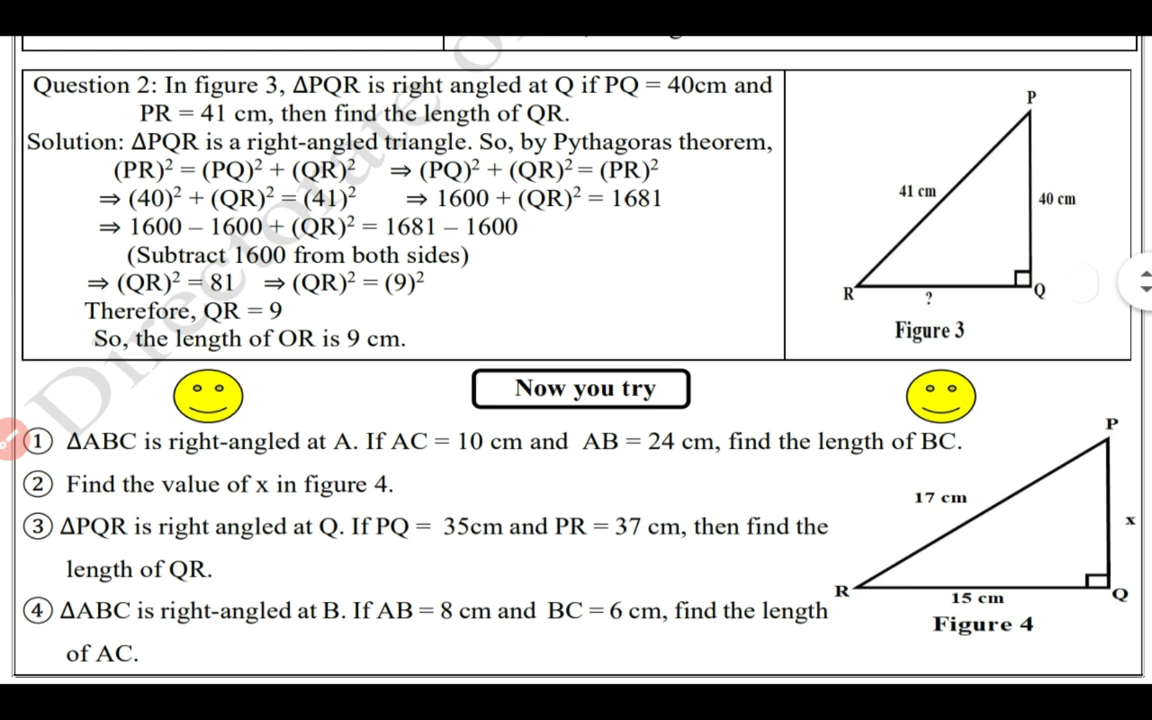 Question 2: In figure 3, ΔPQR is right angled at Q if PQ = 40cm and
PR = 41 cm, then find the length of QR.
Solution: ΔPQR is a right-angled triangle. So, by Pythagoras theorem,
(PR)² = (PQ)² + (QR)² ⇒ (PQ)² + (QR)² = (PR)²
⇒ (40)² + (QR)² = (41)² ⇒ 1600 + (QR)² = 1681
⇒ 1600 – 1600 + (QR)² = 1681 – 1600
(Subtract 1600 from both sides)
⇒ (QR)² = 81 ⇒ (QR)² = (9)²
Therefore, QR = 9
So, the length of OR is 9 cm.
P
41 cm
40 cm
R
?
Q
Figure 3
Now you try
① ΔABC is right-angled at A. If AC = 10 cm and AB = 24 cm, find the length of BC.
② Find the value of x in figure 4.
③ ΔPQR is right angled at Q. If PQ = 35cm and PR = 37 cm, then find the
length of QR.
④ ΔABC is right-angled at B. If AB = 8 cm and BC = 6 cm, find the length
of AC.
P
17 cm
x
R
15 cm
Q
Figure 4
Directorate of